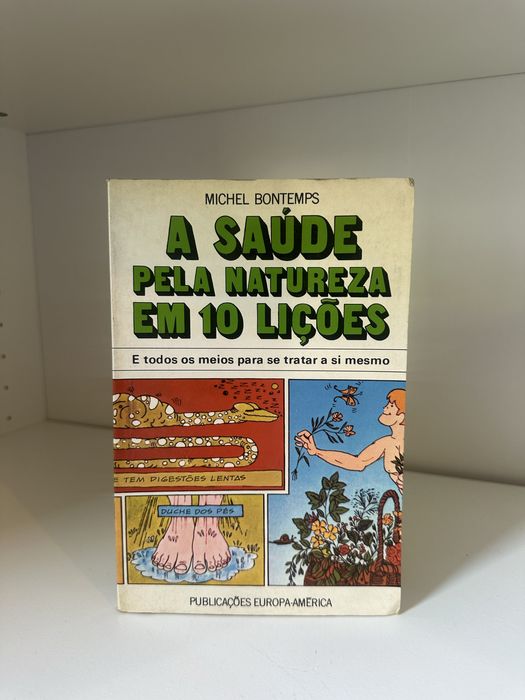 MICHEL BONTEMPS
A SAÚDE
PELA NATUREZA
EM 10 LIÇÕES
E todos os meios para se tratar a si mesmo
E TEM DIGESTÕES LENTAS
DUCHE DOS PÉS
PUBLICAÇÕES EUROPA-AMÉRICA